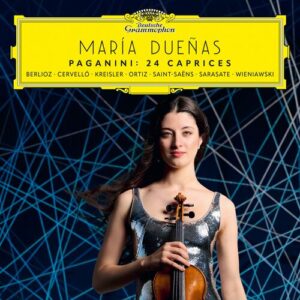 Deutsche
Grammophon
MARÍA DUEÑAS
PAGANINI: 24 CAPRICES
BERLIOZ · CERVELLÓ · KREISLER · ORTIZ · SAINT-SAËNS · SARASATE · WIENIAWSKI